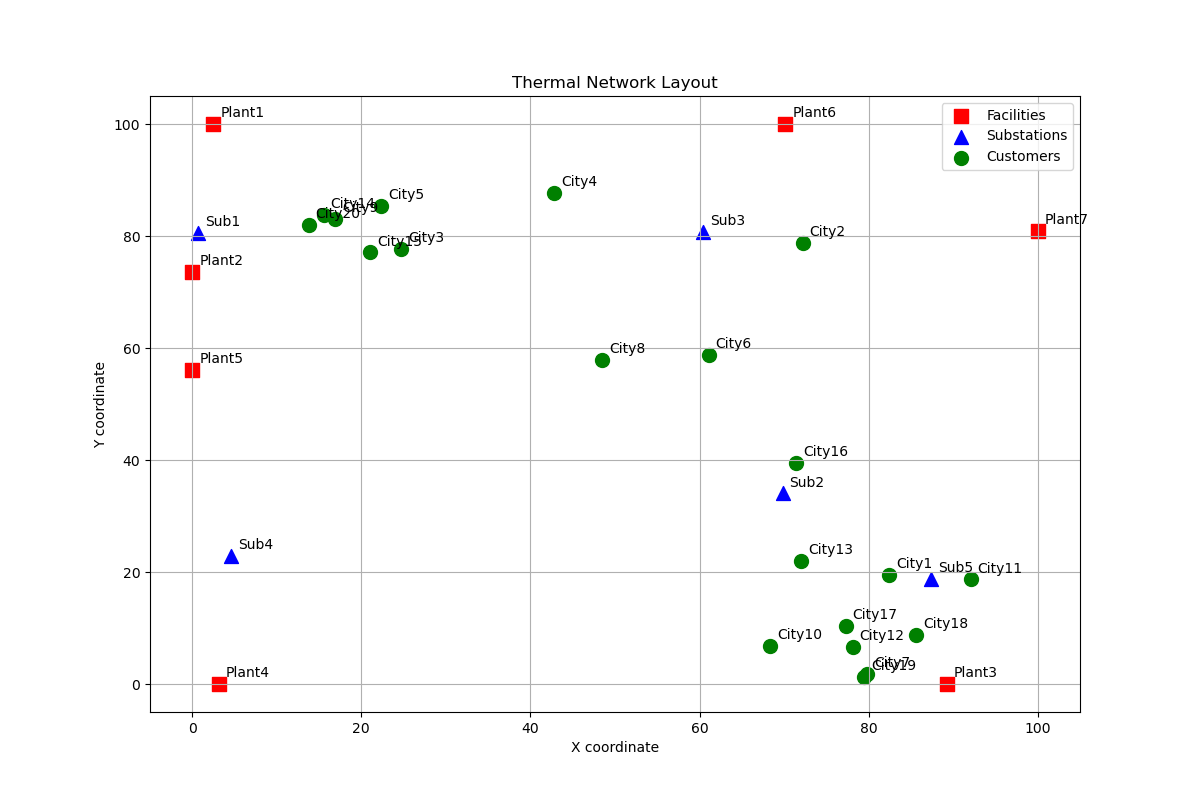 Thermal Network Layout
Plant1
Plant6
Facilities
Substations
Customers
City4
City5
City14
City9
City20
Sub1
Sub3
Plant7
City2
City3
City15
Plant2
City8
City6
Plant5
City16
Sub2
Sub4
City13
City1
Sub5
City11
City17
City18
City10
City12
City7
City19
Plant4
Plant3
100
80
60
40
20
0
Y coordinate
0
20
40
60
80
100
X coordinate